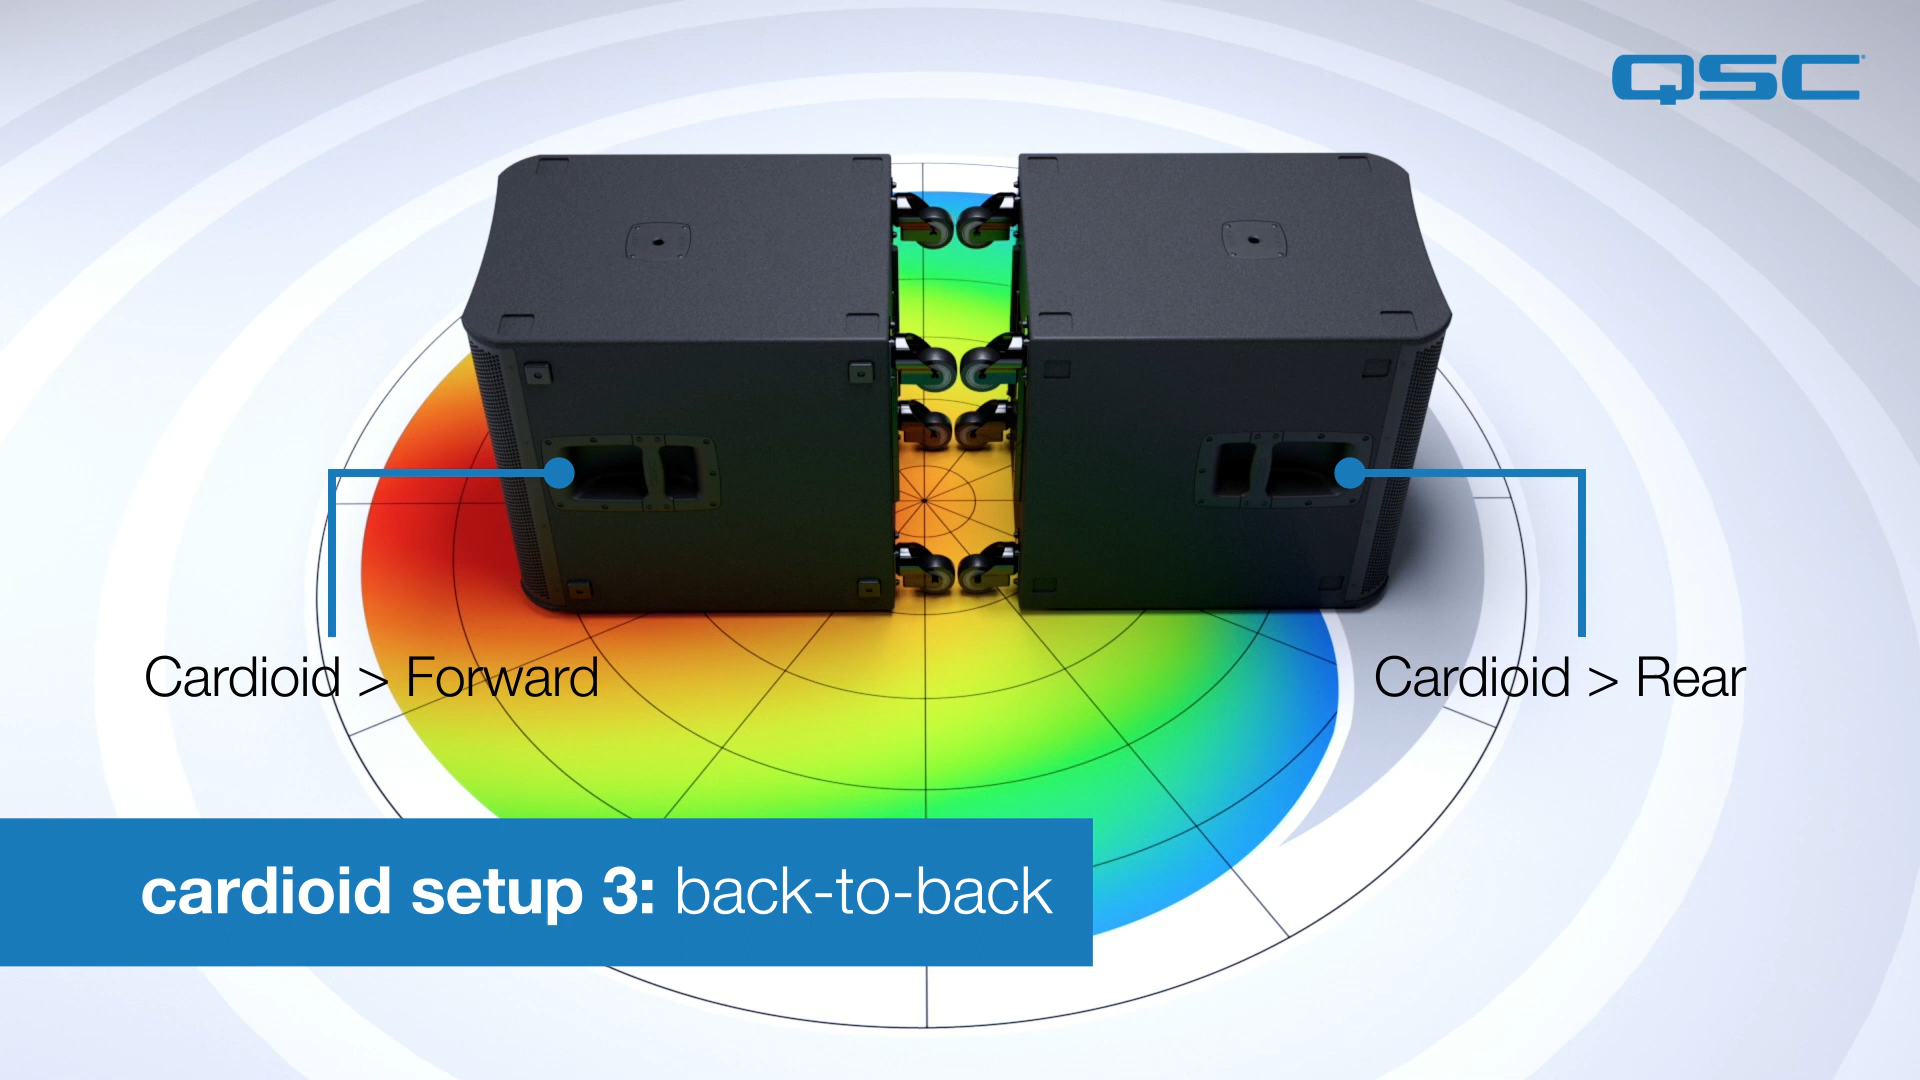 QSC
Cardioid > Forward
Cardioid > Rear
cardioid setup 3: back-to-back